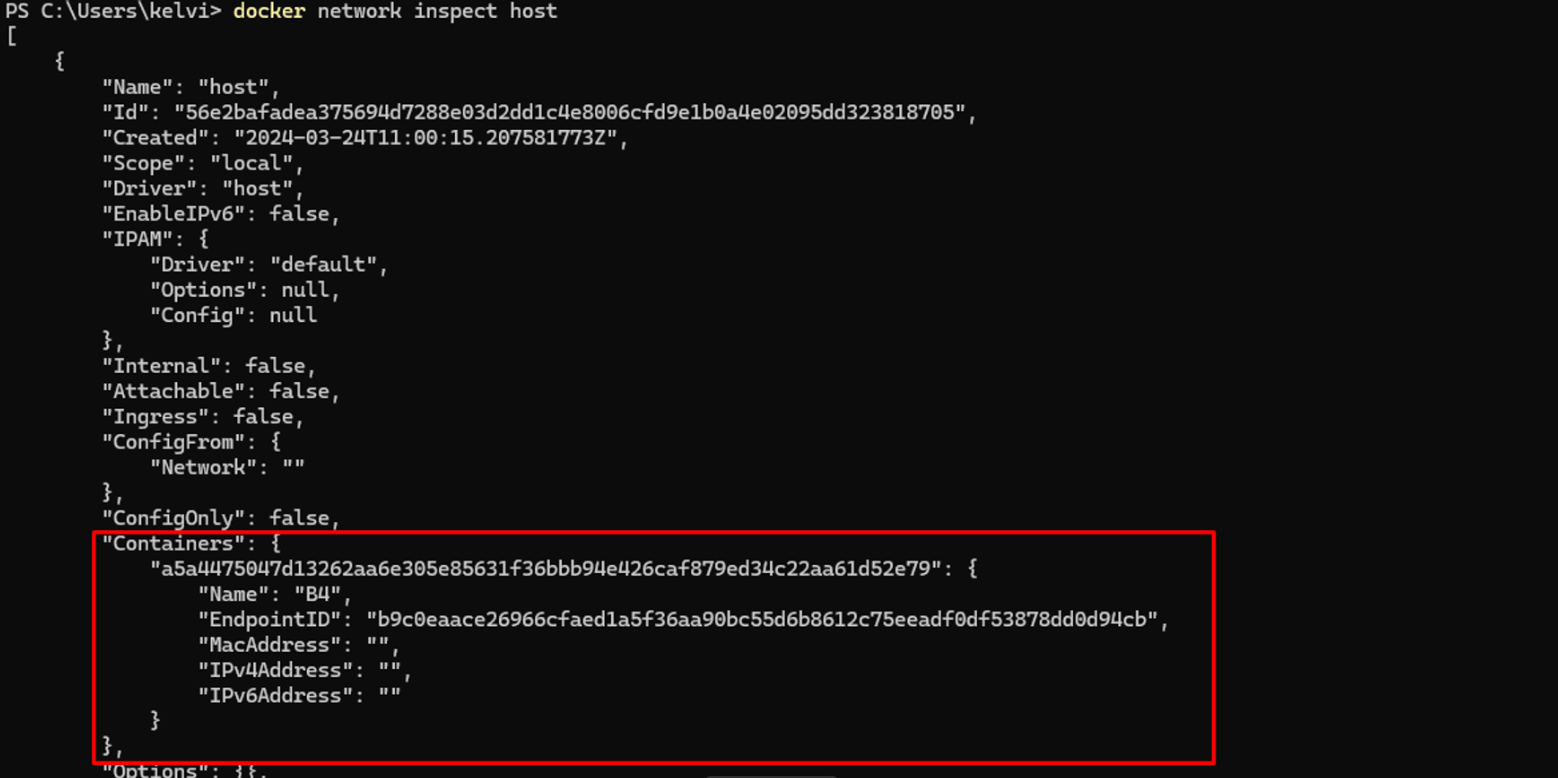 PS C:\Users\kelvi> docker network inspect host
[
    {
        "Name": "host",
        "Id": "56e2bafadea375694d7288e03d2dd1c4e8006cfd9e1b0a4e02095dd323818705",
        "Created": "2024-03-24T11:00:15.207581773Z",
        "Scope": "local",
        "Driver": "host",
        "EnableIPv6": false,
        "IPAM": {
            "Driver": "default",
            "Options": null,
            "Config": null
        },
        "Internal": false,
        "Attachable": false,
        "Ingress": false,
        "ConfigFrom": {
            "Network": ""
        },
        "ConfigOnly": false,
        "Containers": {
            "a5a4475047d13262aa6e305e85631f36bbb94e426caf879ed34c22aa61d52e79": {
                "Name": "B4",
                "EndpointID": "b9c0eaace26966cfaed1a5f36aa90bc55d6b8612c75eeadf0df53878dd0d94cb",
                "MacAddress": "",
                "IPv4Address": "",
                "IPv6Address": ""
            }
        },
        "Options": {},